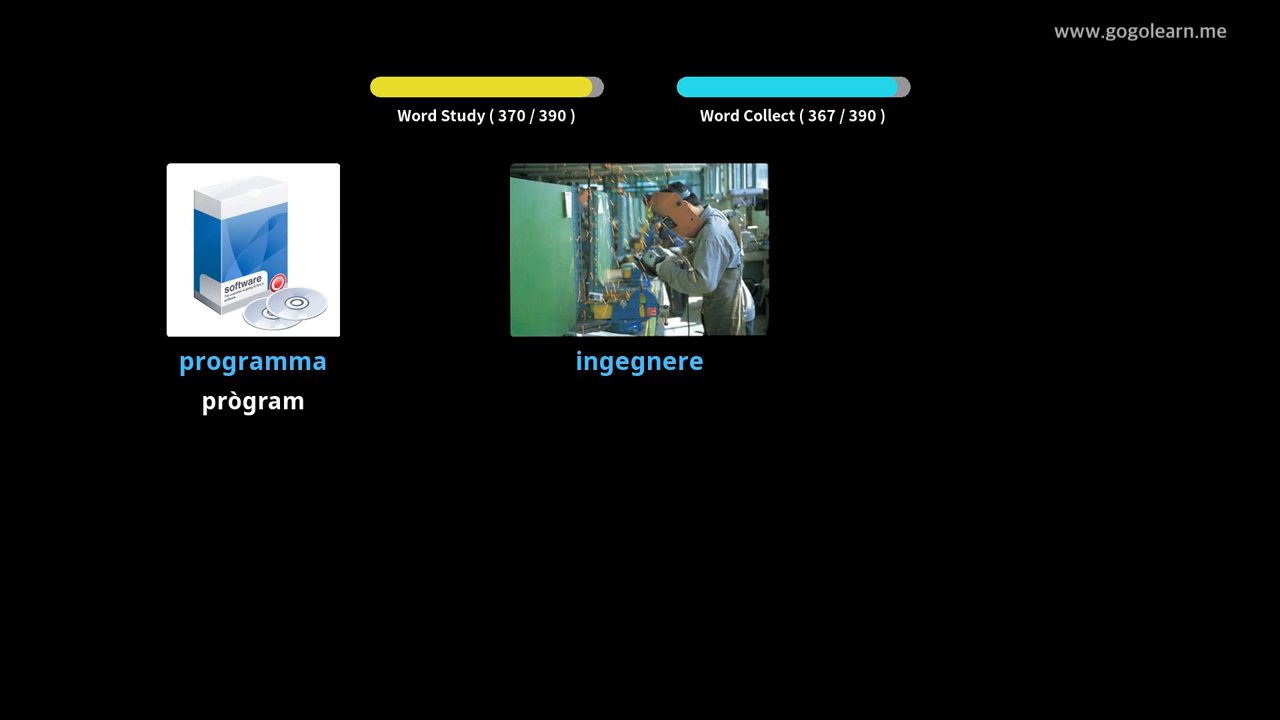 www.gogolearn.me
Word Study ( 370 / 390 )
Word Collect ( 367 / 390 )
software
programma
ingegnere
prògram